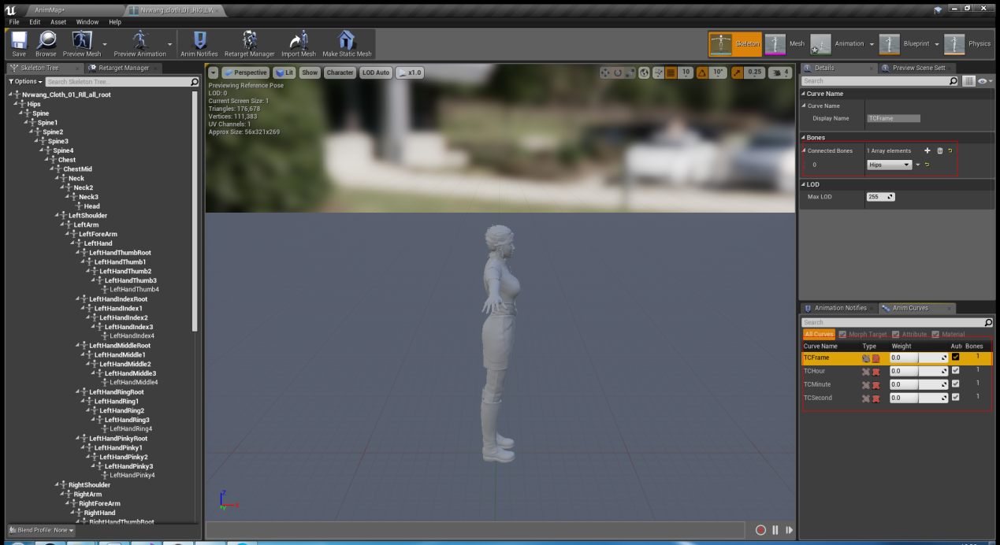 AnimMap*
Nvwang_cloth_01_RIG_LV
File Edit Asset Window Help
Save Browse Preview Mesh Preview Animation Anim Notifies Retarget Manager Import Mesh Make Static Mesh
Skeleton Mesh Animation Blueprint Physics
Skeleton Tree Retarget Manager
Options Search Skeleton Tree...
Nvwang_Cloth_01_RII_all_root
Hips
Spine
Spine1
Spine2
Spine3
Spine4
Chest
ChestMid
Neck
Neck2
Neck3
Head
LeftShoulder
LeftArm
LeftForeArm
LeftHand
LeftHandThumbRoot
LeftHandThumb1
LeftHandThumb2
LeftHandThumb3
LeftHandThumb4
LeftHandIndexRoot
LeftHandIndex1
LeftHandIndex2
LeftHandIndex3
LeftHandIndex4
LeftHandMiddleRoot
LeftHandMiddle1
LeftHandMiddle2
LeftHandMiddle3
LeftHandMiddle4
LeftHandRingRoot
LeftHandRing1
LeftHandRing2
LeftHandRing3
LeftHandRing4
LeftHandPinkyRoot
LeftHandPinky1
LeftHandPinky2
LeftHandPinky3
LeftHandPinky4
RightShoulder
RightArm
RightForeArm
RightHand
RightHandThumbRoot
Blend Profile: None
Perspective Lit Show Character LOD Auto x1.0
10 10° 0.25 4
Previewing Reference Pose
LOD: 0
Current Screen Size: 1
Triangles: 176,678
Vertices: 111,383
UV Channels: 1
Approx Size: 56x321x269
Z
X
Y
Details Preview Scene Sett
Search
Curve Name
Curve Name
Display Name TCFrame
Bones
Connected Bones 1 Array elements
0 Hips
LOD
Max LOD 255
Animation Notifies Anim Curves
Search
All Curves Morph Target Attribute Material
Curve Name Type Weight Aut Bones
TCFrame 0.0 1
TCHour 0.0 1
TCMinute 0.0 1
TCSecond 0.0 1